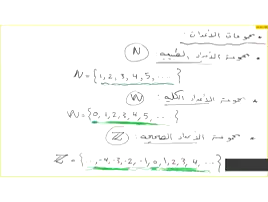 • مجموعات الأعداد:
• مجموعة الأعداد الطبيعية (N)
N = {1, 2, 3, 4, 5, ...}
• مجموعة الأعداد الكلية (W)
W = {0, 1, 2, 3, 4, 5, ...}
• مجموعة الأعداد الصحيحة: (ℤ)
ℤ = {..., -4, -3, -2, -1, 0, 1, 2, 3, 4, ...}